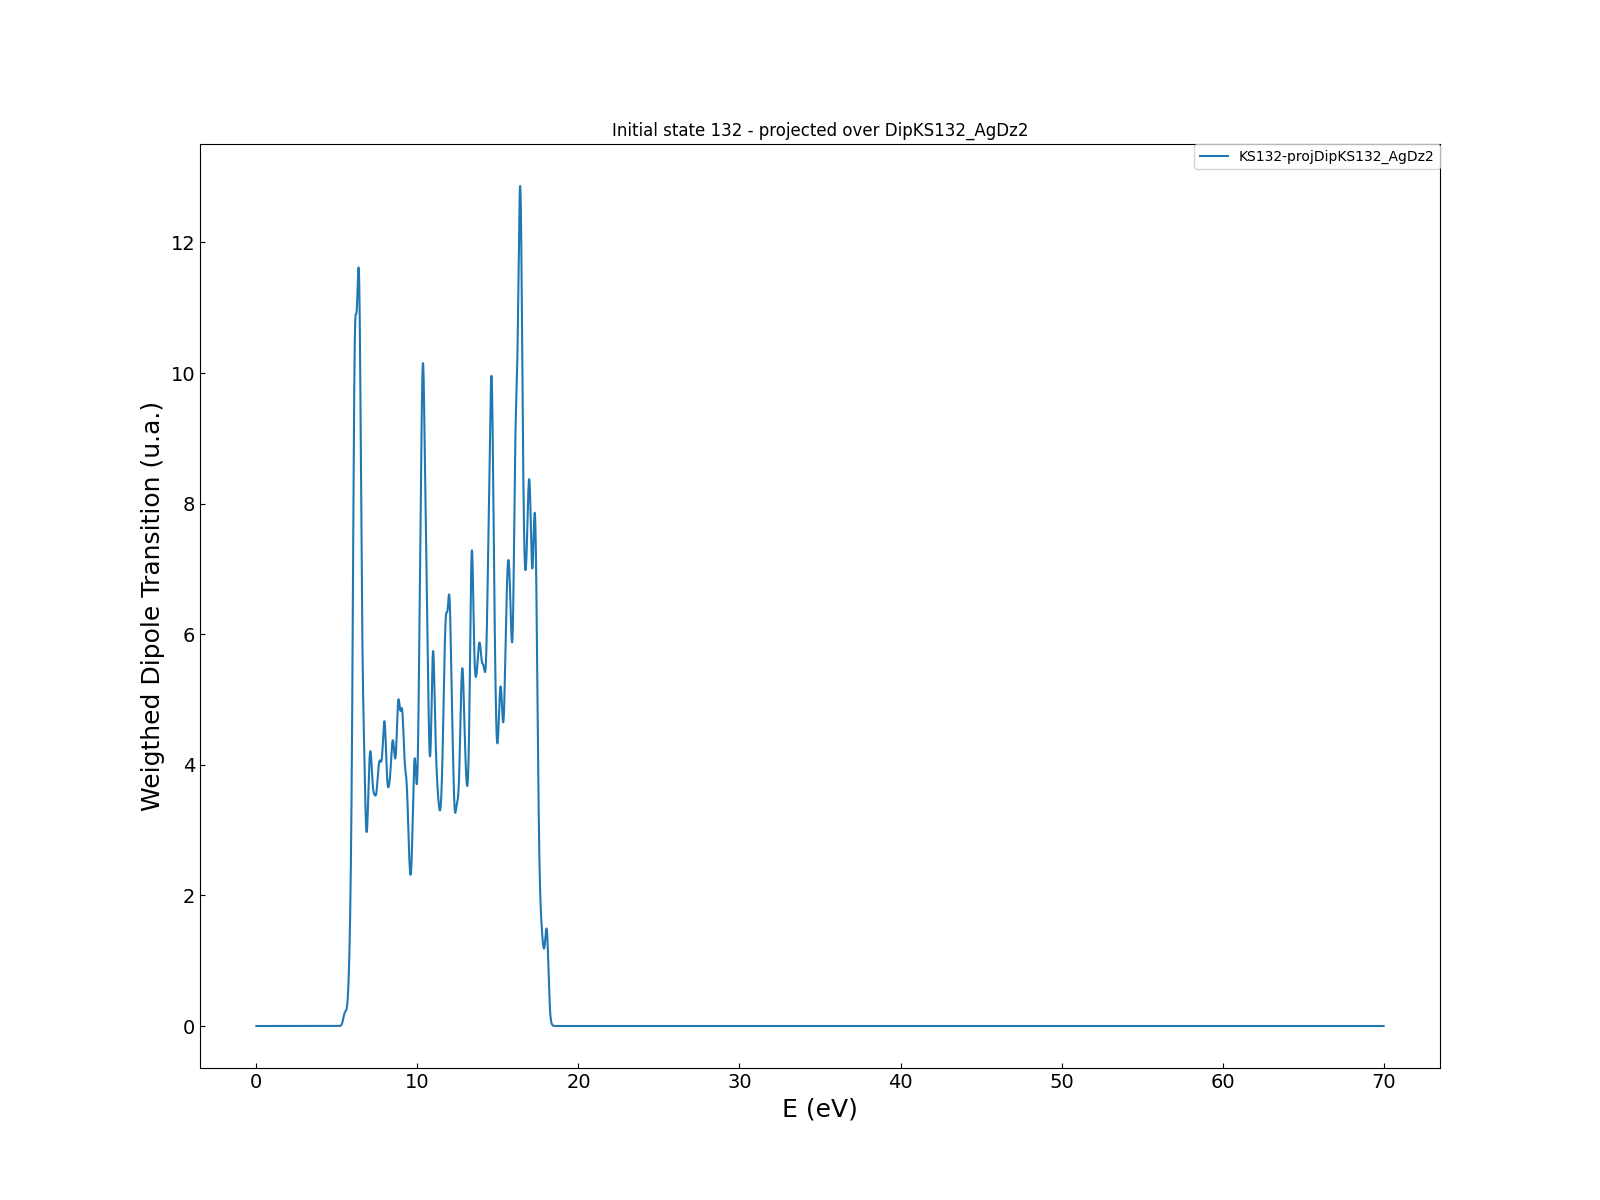 Initial state 132 - projected over DipKS132_AgDz2
KS132-projDipKS132_AgDz2
Weigthed Dipole Transition (u.a.)
12
10
8
6
4
2
0
0 10 20 30 40 50 60 70
E (eV)